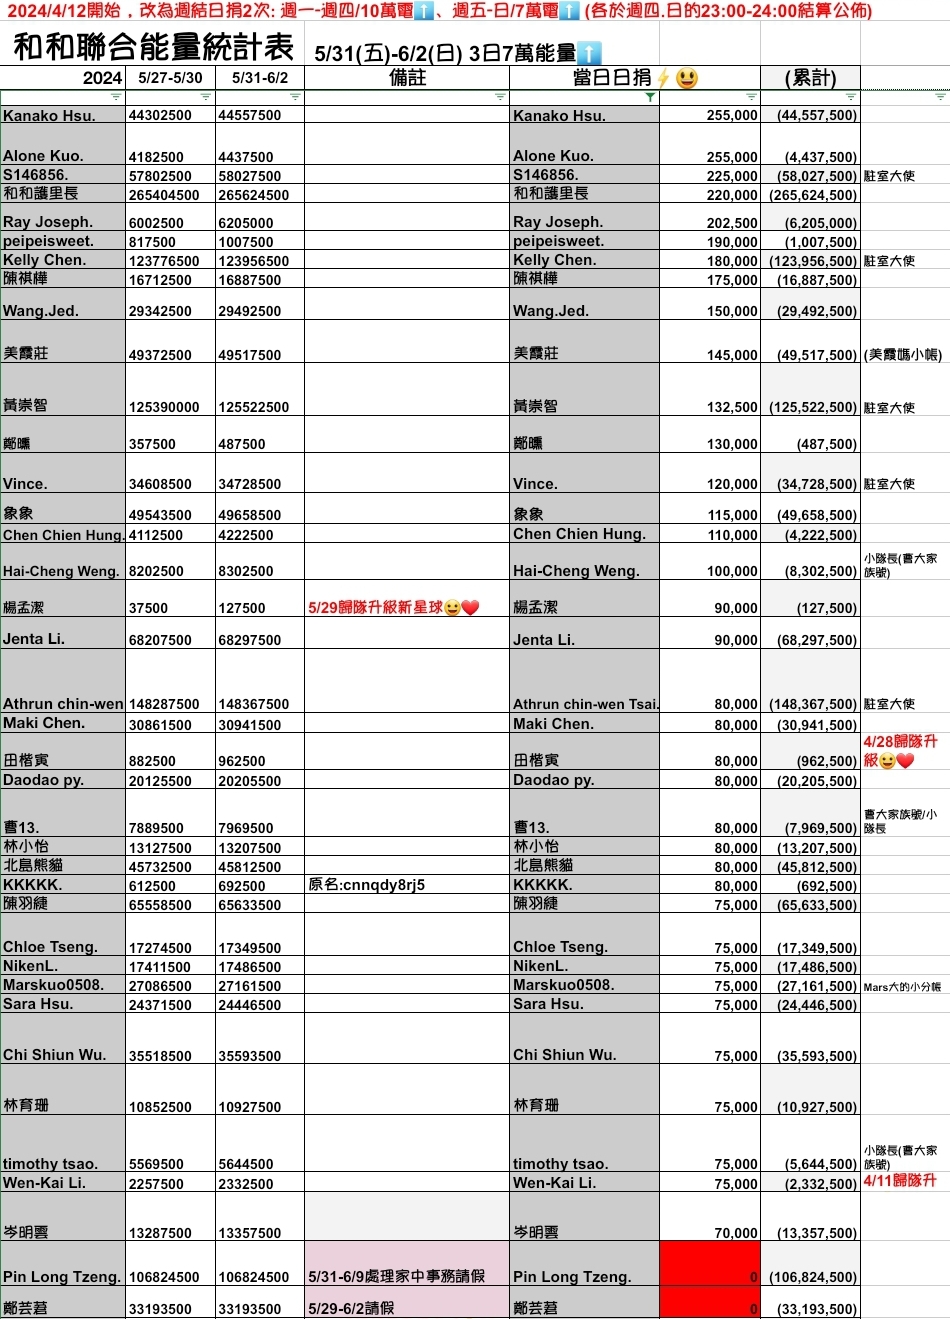 2024/4/12開始，改為週結日捐2次: 週一-週四/10萬電⬆️、週五-日/7萬電⬆️ (各於週四.日的23:00-24:00結算公佈)
和和聯合能量統計表 5/31(五)-6/2(日) 3日7萬能量⬆️
2024 5/27-5/30 5/31-6/2 備註 當日日捐⚡😃 (累計)
Kanako Hsu. 44302500 44557500 Kanako Hsu. 255,000 (44,557,500)
Alone Kuo. 4182500 4437500 Alone Kuo. 255,000 (4,437,500)
S146856. 57802500 58027500 S146856. 225,000 (58,027,500) 駐室大使
和和護里長 265404500 265624500 和和護里長 220,000 (265,624,500)
Ray Joseph. 6002500 6205000 Ray Joseph. 202,500 (6,205,000)
peipeisweet. 817500 1007500 peipeisweet. 190,000 (1,007,500)
Kelly Chen. 123776500 123956500 Kelly Chen. 180,000 (123,956,500) 駐室大使
陳祺樺 16712500 16887500 陳祺樺 175,000 (16,887,500)
Wang.Jed. 29342500 29492500 Wang.Jed. 150,000 (29,492,500)
美霞莊 49372500 49517500 美霞莊 145,000 (49,517,500) (美霞媽小帳)
黃崇智 125390000 125522500 黃崇智 132,500 (125,522,500) 駐室大使
鄭曛 357500 487500 鄭曛 130,000 (487,500)
Vince. 34608500 34728500 Vince. 120,000 (34,728,500) 駐室大使
象象 49543500 49658500 象象 115,000 (49,658,500)
Chen Chien Hung. 4112500 4222500 Chen Chien Hung. 110,000 (4,222,500)
Hai-Cheng Weng. 8202500 8302500 Hai-Cheng Weng. 100,000 (8,302,500) 小隊長(曹大家族號)
楊孟潔 37500 127500 5/29歸隊升級新星球😃❤️ 楊孟潔 90,000 (127,500)
Jenta Li. 68207500 68297500 Jenta Li. 90,000 (68,297,500)
Athrun chin-wen 148287500 148367500 Athrun chin-wen Tsai. 80,000 (148,367,500) 駐室大使
Maki Chen. 30861500 30941500 Maki Chen. 80,000 (30,941,500)
田楷寅 882500 962500 田楷寅 80,000 (962,500) 4/28歸隊升級😃❤️
Daodao py. 20125500 20205500 Daodao py. 80,000 (20,205,500)
曹13. 7889500 7969500 曹13. 80,000 (7,969,500) 曹大家族號/小隊長
林小怡 13127500 13207500 林小怡 80,000 (13,207,500)
北島熊貓 45732500 45812500 北島熊貓 80,000 (45,812,500)
KKKKK. 612500 692500 原名:cnnqdy8rj5 KKKKK. 80,000 (692,500)
陳羽緁 65558500 65633500 陳羽緁 75,000 (65,633,500)
Chloe Tseng. 17274500 17349500 Chloe Tseng. 75,000 (17,349,500)
NikenL. 17411500 17486500 NikenL. 75,000 (17,486,500)
Marskuo0508. 27086500 27161500 Marskuo0508. 75,000 (27,161,500) Mars大的小分帳
Sara Hsu. 24371500 24446500 Sara Hsu. 75,000 (24,446,500)
Chi Shiun Wu. 35518500 35593500 Chi Shiun Wu. 75,000 (35,593,500)
林育珊 10852500 10927500 林育珊 75,000 (10,927,500)
timothy tsao. 5569500 5644500 timothy tsao. 75,000 (5,644,500) 小隊長(曹大家族號)
Wen-Kai Li. 2257500 2332500 Wen-Kai Li. 75,000 (2,332,500) 4/11歸隊升
岑明雲 13287500 13357500 岑明雲 70,000 (13,357,500)
Pin Long Tzeng. 106824500 106824500 5/31-6/9處理家中事務請假 Pin Long Tzeng. 0 (106,824,500)
鄭芸莙 33193500 33193500 5/29-6/2請假 鄭芸莙 0 (33,193,500)